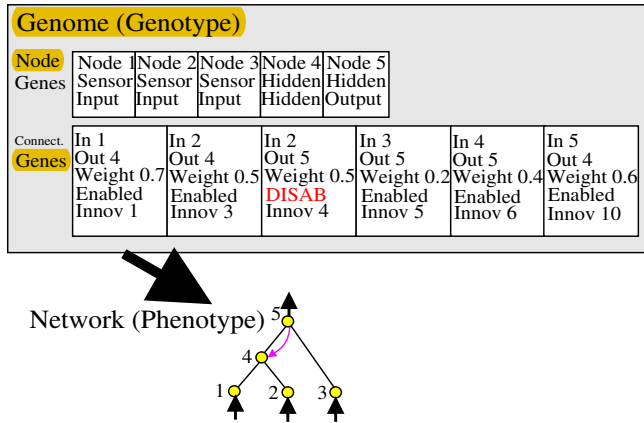 Genome (Genotype)
Node Genes
Node 1 Sensor Input
Node 2 Sensor Input
Node 3 Sensor Input
Node 4 Hidden Hidden
Node 5 Hidden Output
Connect. Genes
In 1
Out 4
Weight 0.7
Enabled
Innov 1
In 2
Out 4
Weight 0.5
Enabled
Innov 3
In 2
Out 5
Weight 0.5
DISAB
Innov 4
In 3
Out 5
Weight 0.2
Enabled
Innov 5
In 4
Out 5
Weight 0.4
Enabled
Innov 6
In 5
Out 4
Weight 0.6
Enabled
Innov 10
Network (Phenotype)
5
4
1
2
3